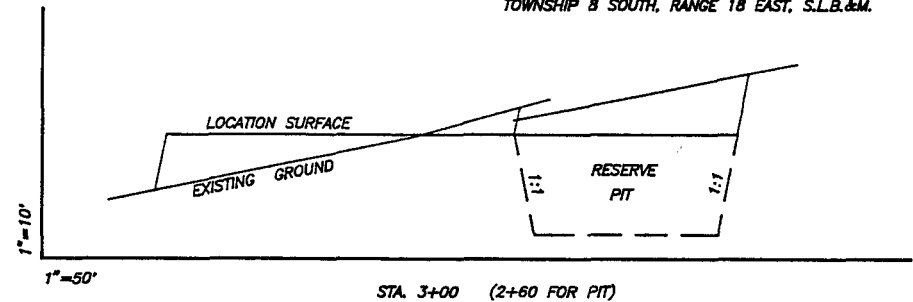 TOWNSHIP 8 SOUTH, RANGE 18 EAST, S.L.B.&M.
LOCATION SURFACE
EXISTING GROUND
RESERVE
PIT
1:1
1:1
1"=10'
1"=50'
STA. 3+00 (2+60 FOR PIT)